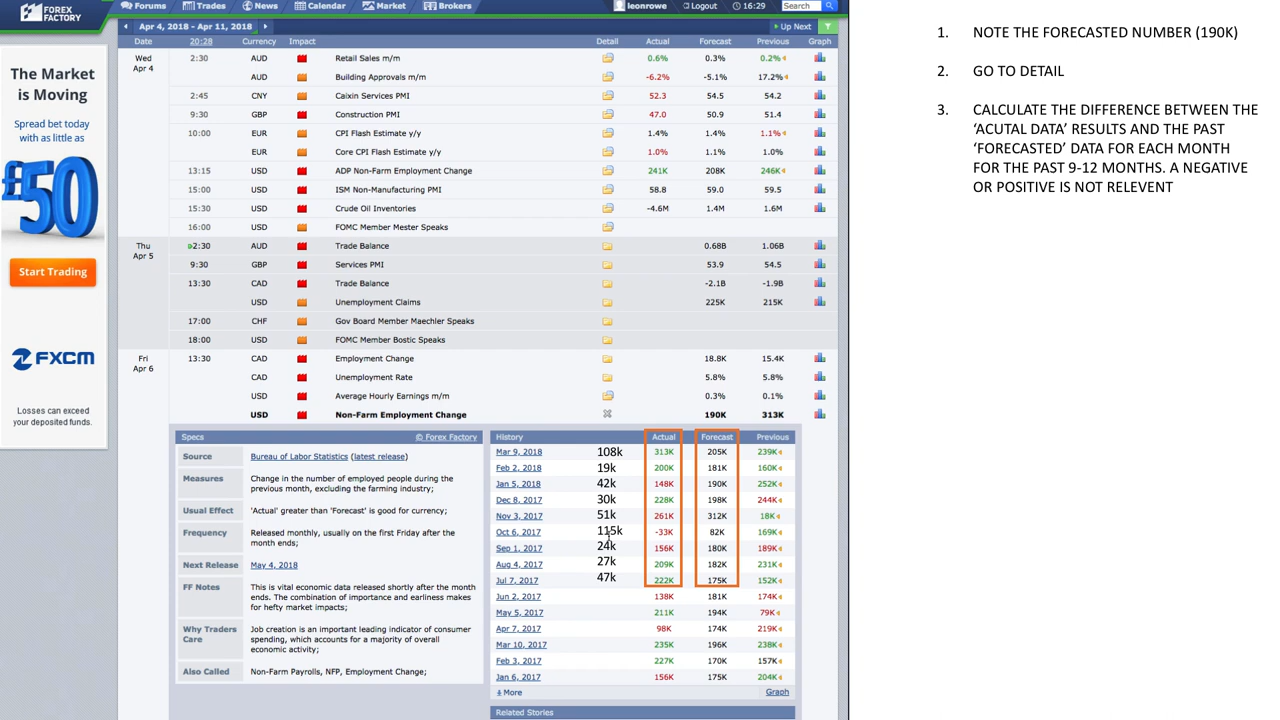 FOREX
FACTORY
Forums Trades News Calendar Market Brokers leonrowe Logout 16:29 Search
Apr 4, 2018 - Apr 11, 2018 Up Next
Date 20:28 Currency Impact Detail Actual Forecast Previous Graph
Wed
Apr 4
2:30 AUD Retail Sales m/m 0.6% 0.3% 0.2%
AUD Building Approvals m/m -6.2% -5.1% 17.2%
2:45 CNY Caixin Services PMI 52.3 54.5 54.2
9:30 GBP Construction PMI 47.0 50.9 51.4
10:00 EUR CPI Flash Estimate y/y 1.4% 1.4% 1.1%
EUR Core CPI Flash Estimate y/y 1.0% 1.1% 1.0%
13:15 USD ADP Non-Farm Employment Change 241K 208K 246K
15:00 USD ISM Non-Manufacturing PMI 58.8 59.0 59.5
15:30 USD Crude Oil Inventories -4.6M 1.4M 1.6M
16:00 USD FOMC Member Mester Speaks
Thu
Apr 5
2:30 AUD Trade Balance 0.68B 1.06B
9:30 GBP Services PMI 53.9 54.5
13:30 CAD Trade Balance -2.1B -1.9B
USD Unemployment Claims 225K 215K
17:00 CHF Gov Board Member Maechler Speaks
18:00 USD FOMC Member Bostic Speaks
Fri
Apr 6
13:30 CAD Employment Change 18.8K 15.4K
CAD Unemployment Rate 5.8% 5.8%
USD Average Hourly Earnings m/m 0.3% 0.1%
USD Non-Farm Employment Change 190K 313K
Specs © Forex Factory
Source Bureau of Labor Statistics (latest release)
Measures Change in the number of employed people during the
previous month, excluding the farming industry;
Usual Effect 'Actual' greater than 'Forecast' is good for currency;
Frequency Released monthly, usually on the first Friday after the
month ends;
Next Release May 4, 2018
FF Notes This is vital economic data released shortly after the month
ends. The combination of importance and earliness makes
for hefty market impacts;
Why Traders
Care
Job creation is an important leading indicator of consumer
spending, which accounts for a majority of overall
economic activity;
Also Called Non-Farm Payrolls, NFP, Employment Change;
History Actual Forecast Previous
Mar 9, 2018 108k 313K 205K 239K
Feb 2, 2018 19k 200K 181K 160K
Jan 5, 2018 42k 148K 190K 252K
Dec 8, 2017 30k 228K 198K 244K
Nov 3, 2017 51k 261K 312K 18K
Oct 6, 2017 115k -33K 82K 169K
Sep 1, 2017 24k 156K 180K 189K
Aug 4, 2017 27k 209K 182K 231K
Jul 7, 2017 47k 222K 175K 152K
Jun 2, 2017 138K 181K 174K
May 5, 2017 211K 194K 79K
Apr 7, 2017 98K 174K 219K
Mar 10, 2017 235K 196K 238K
Feb 3, 2017 227K 170K 157K
Jan 6, 2017 156K 175K 204K
More Graph
Related Stories
The Market
is Moving
Spread bet today
with as little as
£50
Start Trading
FXCM
Losses can exceed
your deposited funds.
1. NOTE THE FORECASTED NUMBER (190K)
2. GO TO DETAIL
3. CALCULATE THE DIFFERENCE BETWEEN THE
‘ACUTAL DATA’ RESULTS AND THE PAST
‘FORECASTED’ DATA FOR EACH MONTH
FOR THE PAST 9-12 MONTHS. A NEGATIVE
OR POSITIVE IS NOT RELEVENT